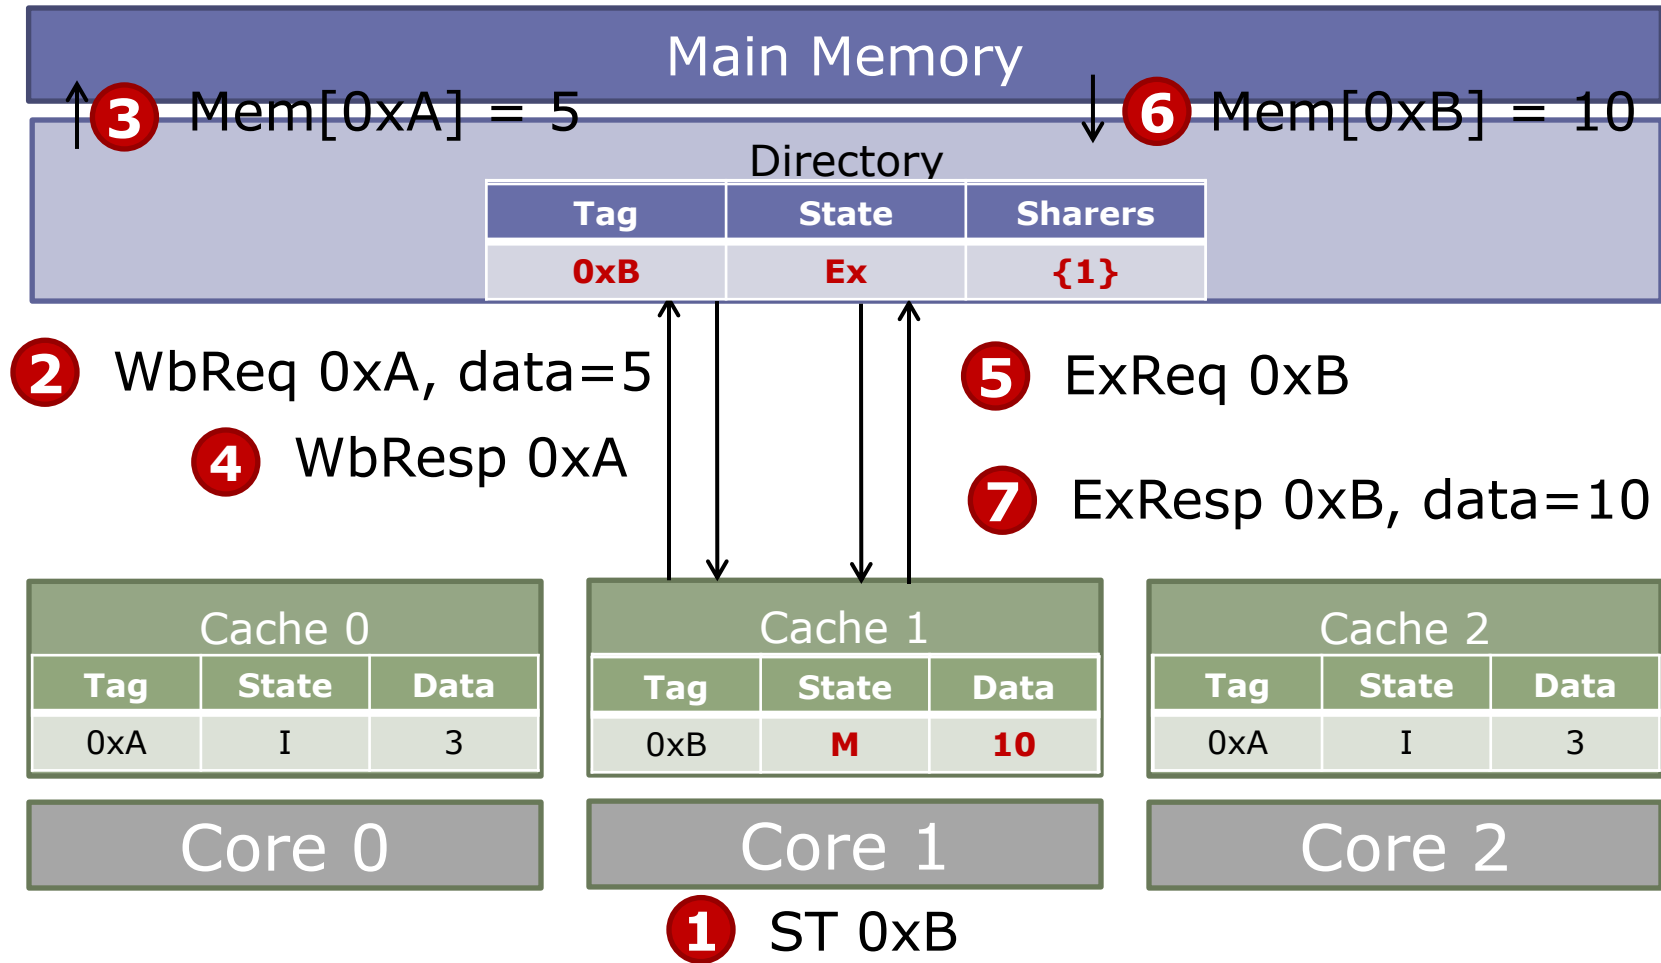 Main Memory
3 Mem[0xA] = 5
6 Mem[0xB] = 10
Directory
Tag State Sharers
0xB Ex {1}
2 WbReq 0xA, data=5
5 ExReq 0xB
4 WbResp 0xA
7 ExResp 0xB, data=10
Cache 0
Tag State Data
0xA I 3
Core 0
Cache 1
Tag State Data
0xB M 10
Core 1
Cache 2
Tag State Data
0xA I 3
Core 2
1 ST 0xB